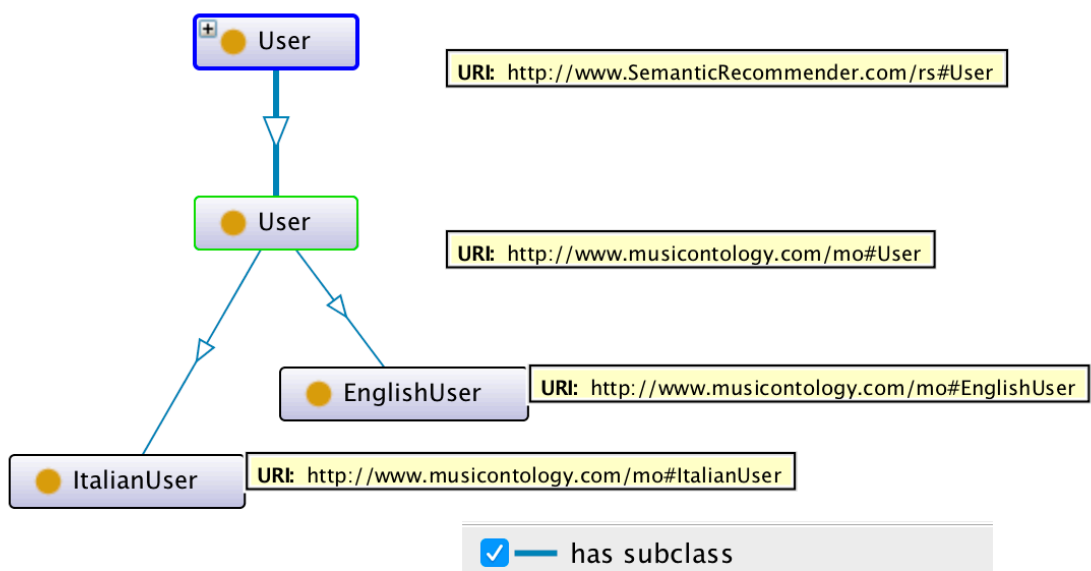 User
URI: http://www.SemanticRecommender.com/rs#User
User
URI: http://www.musicontology.com/mo#User
EnglishUser
URI: http://www.musicontology.com/mo#EnglishUser
ItalianUser
URI: http://www.musicontology.com/mo#ItalianUser
has subclass